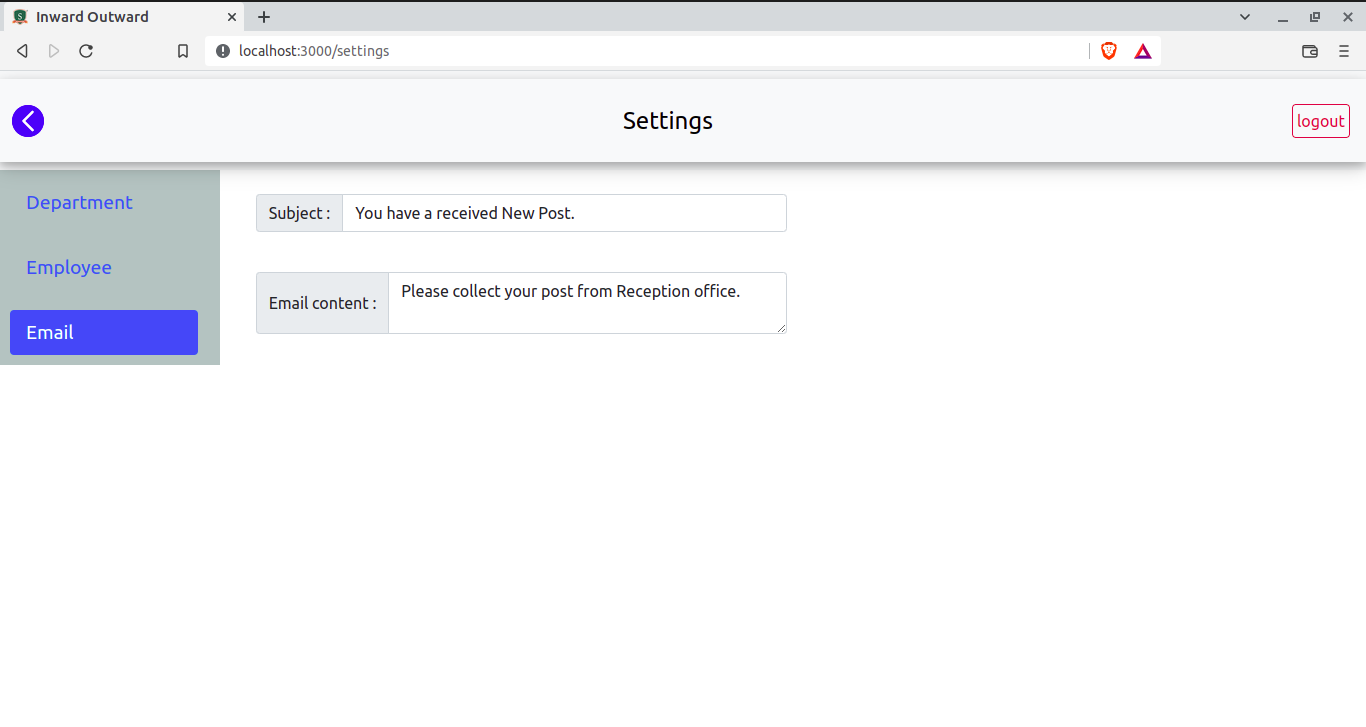 Inward Outward
localhost:3000/settings
Settings
logout
Department
Employee
Email
Subject :
You have a received New Post.
Email content :
Please collect your post from Reception office.